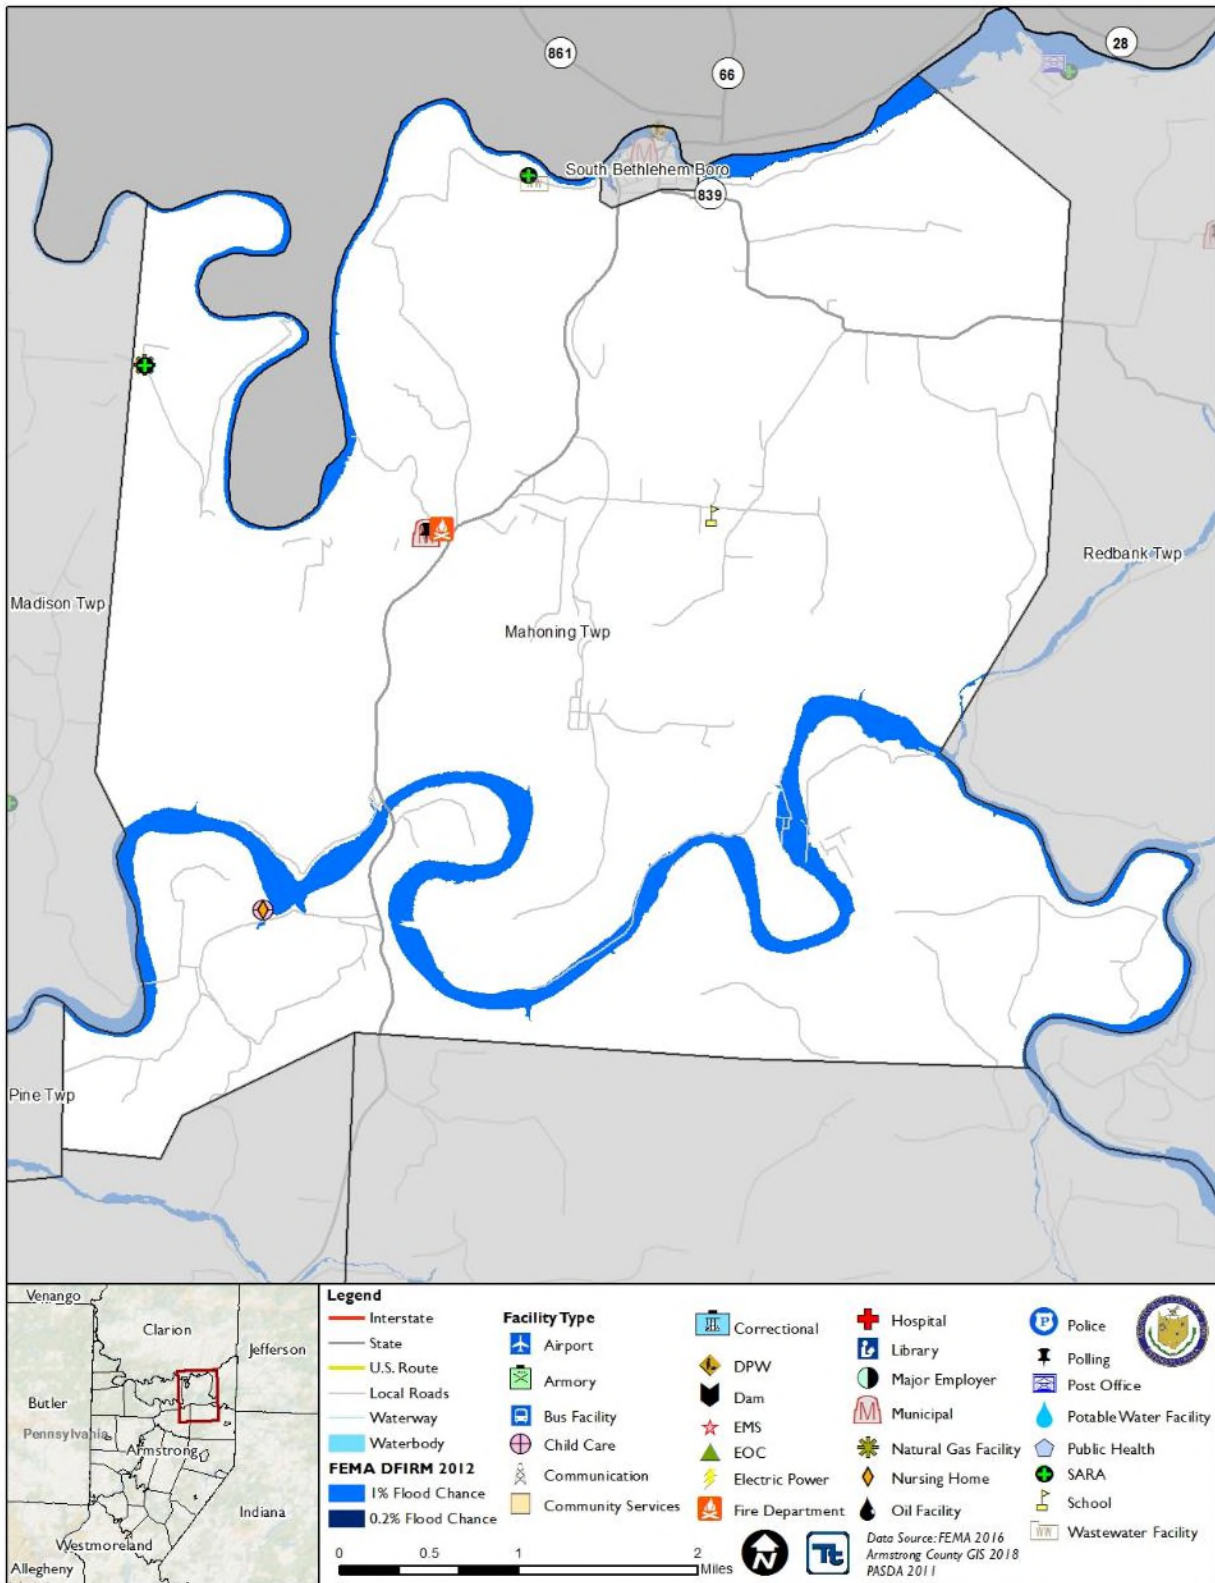 861
66
28
South Bethlehem Boro
839
Redbank Twp
Madison Twp
Mahoning Twp
Pine Twp
Venango
Clarion
Jefferson
Butler
Pennsylvania
Armstrong
Indiana
Westmoreland
Allegheny
Legend
Interstate
State
U.S. Route
Local Roads
Waterway
Waterbody
FEMA DFIRM 2012
1% Flood Chance
0.2% Flood Chance
Facility Type
Airport
Armory
Bus Facility
Child Care
Communication
Community Services
Correctional
DPW
Dam
EMS
EOC
Electric Power
Fire Department
Hospital
Library
Major Employer
M Municipal
Natural Gas Facility
Nursing Home
Oil Facility
P Police
Polling
Post Office
Potable Water Facility
Public Health
SARA
School
WW Wastewater Facility
0 0.5 1 2
Miles
N
Tt
Data Source: FEMA 2016
Armstrong County GIS 2018
PASDA 2011